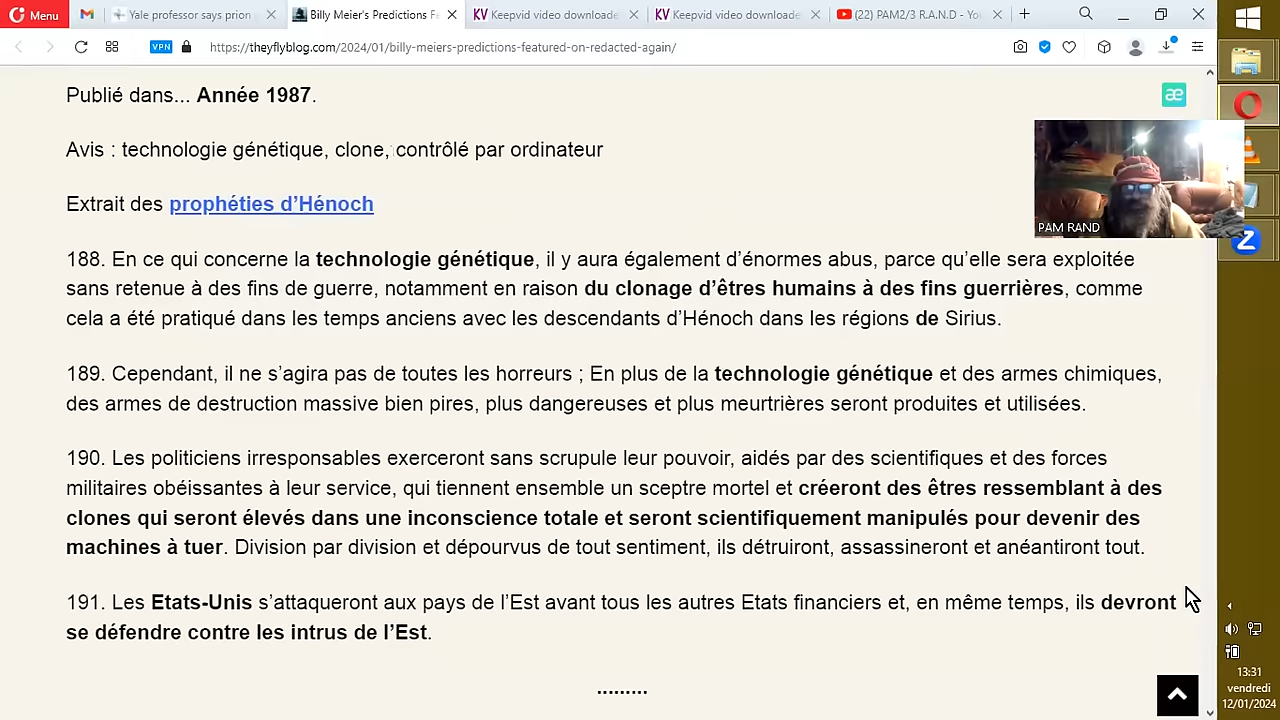 Menu
Yale professor says prion
Billy Meier's Predictions Fe
KV Keepvid video downloade
KV Keepvid video downloade
(22) PAM2/3 R.A.N.D - You
VPN
https://theyflyblog.com/2024/01/billy-meiers-predictions-featured-on-redacted-again/
Publié dans... Année 1987.
æ
Avis : technologie génétique, clone, contrôlé par ordinateur
Extrait des prophéties d'Hénoch
PAM RAND
Z
188. En ce qui concerne la technologie génétique, il y aura également d'énormes abus, parce qu'elle sera exploitée
sans retenue à des fins de guerre, notamment en raison du clonage d'êtres humains à des fins guerrières, comme
cela a été pratiqué dans les temps anciens avec les descendants d'Hénoch dans les régions de Sirius.
189. Cependant, il ne s'agira pas de toutes les horreurs ; En plus de la technologie génétique et des armes chimiques,
des armes de destruction massive bien pires, plus dangereuses et plus meurtrières seront produites et utilisées.
190. Les politiciens irresponsables exerceront sans scrupule leur pouvoir, aidés par des scientifiques et des forces
militaires obéissantes à leur service, qui tiennent ensemble un sceptre mortel et créeront des êtres ressemblant à des
clones qui seront élevés dans une inconscience totale et seront scientifiquement manipulés pour devenir des
machines à tuer. Division par division et dépourvus de tout sentiment, ils détruiront, assassineront et anéantiront tout.
191. Les Etats-Unis s'attaqueront aux pays de l'Est avant tous les autres Etats financiers et, en même temps, ils devront
se défendre contre les intrus de l'Est.
.........
13:31
vendredi
12/01/2024